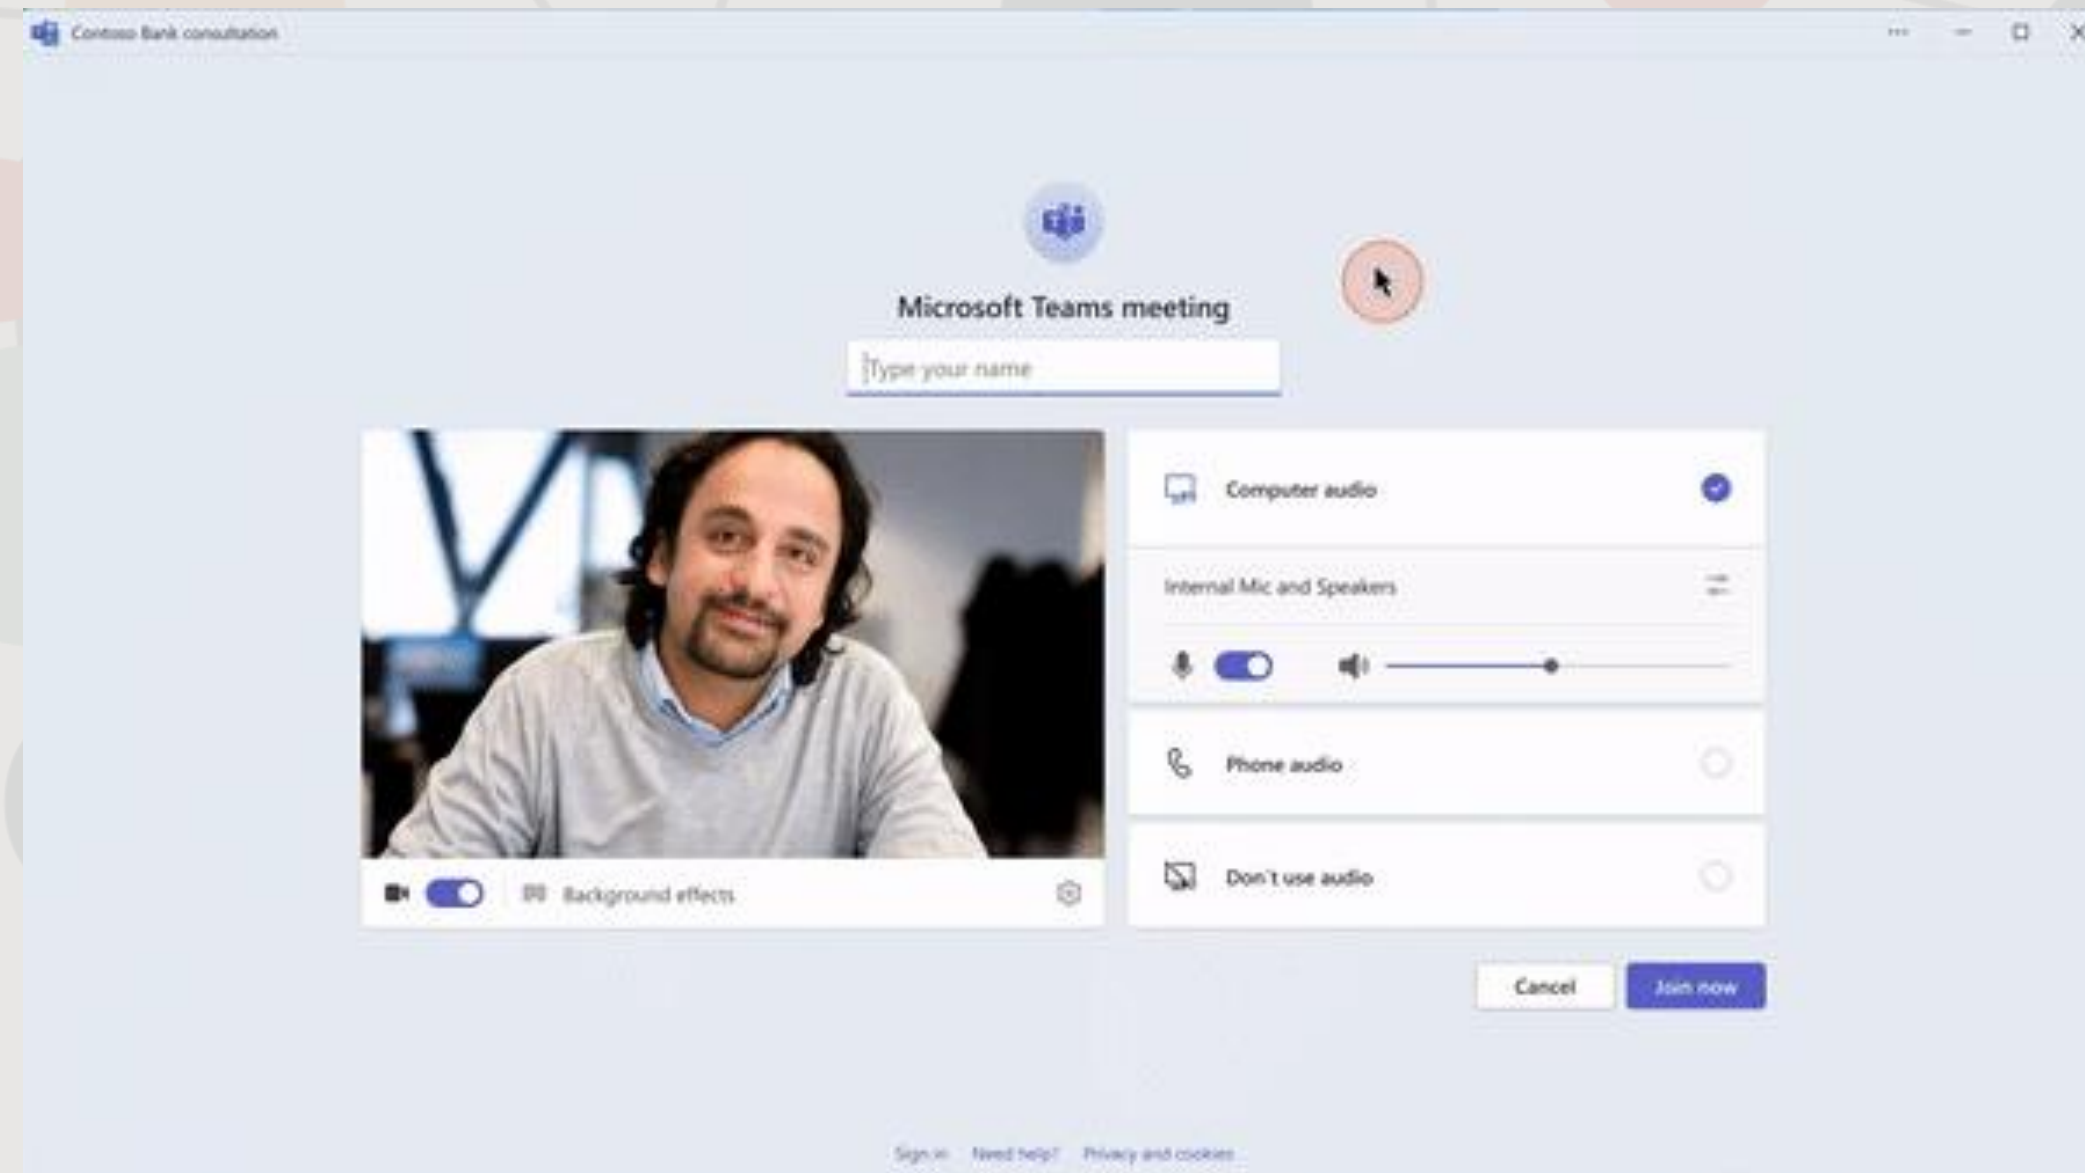 Contoso Bank consultation
Microsoft Teams meeting
Type your name
Computer audio
Internal Mic and Speakers
Phone audio
Don't use audio
Background effects
Cancel
Join now
Sign in
Need help?
Privacy and cookies